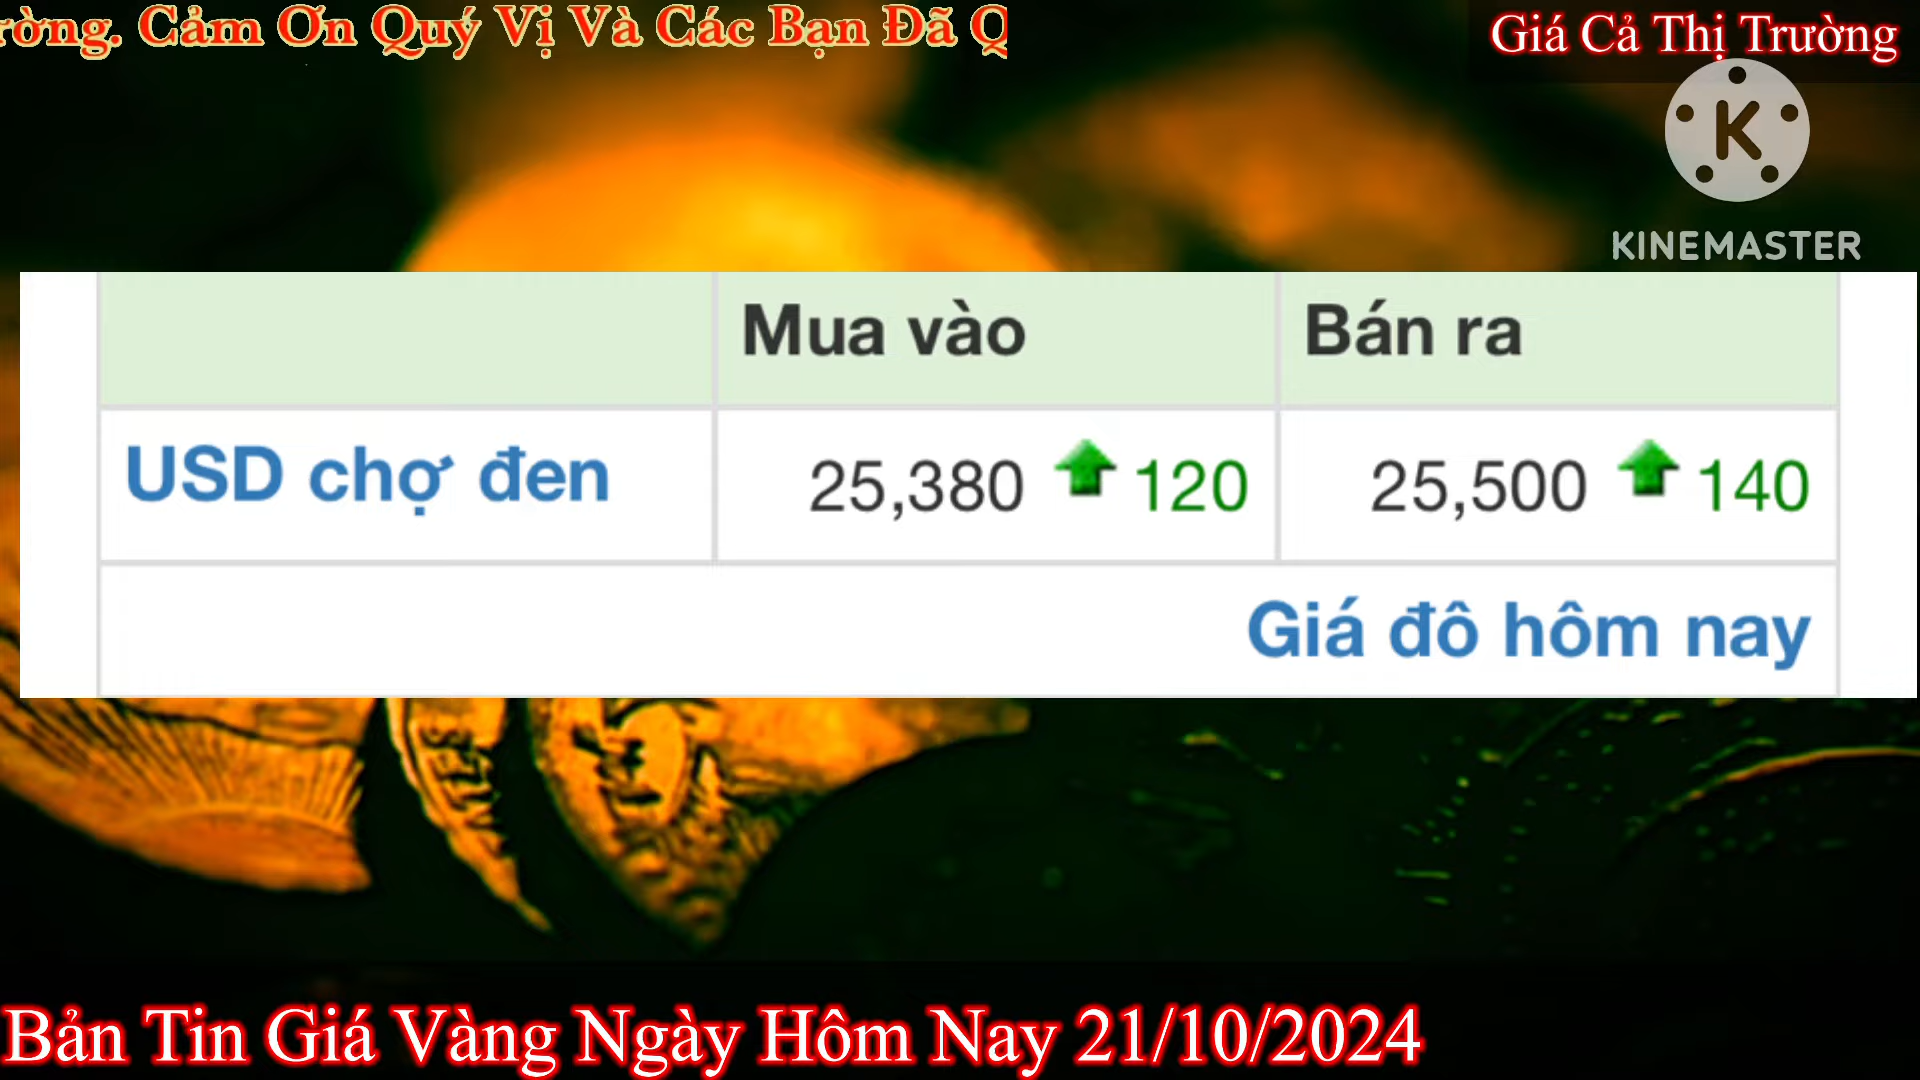 ờng. Cảm Ơn Quý Vị Và Các Bạn Đã Q
Giá Cả Thị Trường
K
KINEMASTER
Mua vào Bán ra
USD chợ đen 25,380 120 25,500 140
Giá đô hôm nay
Bản Tin Giá Vàng Ngày Hôm Nay 21/10/2024